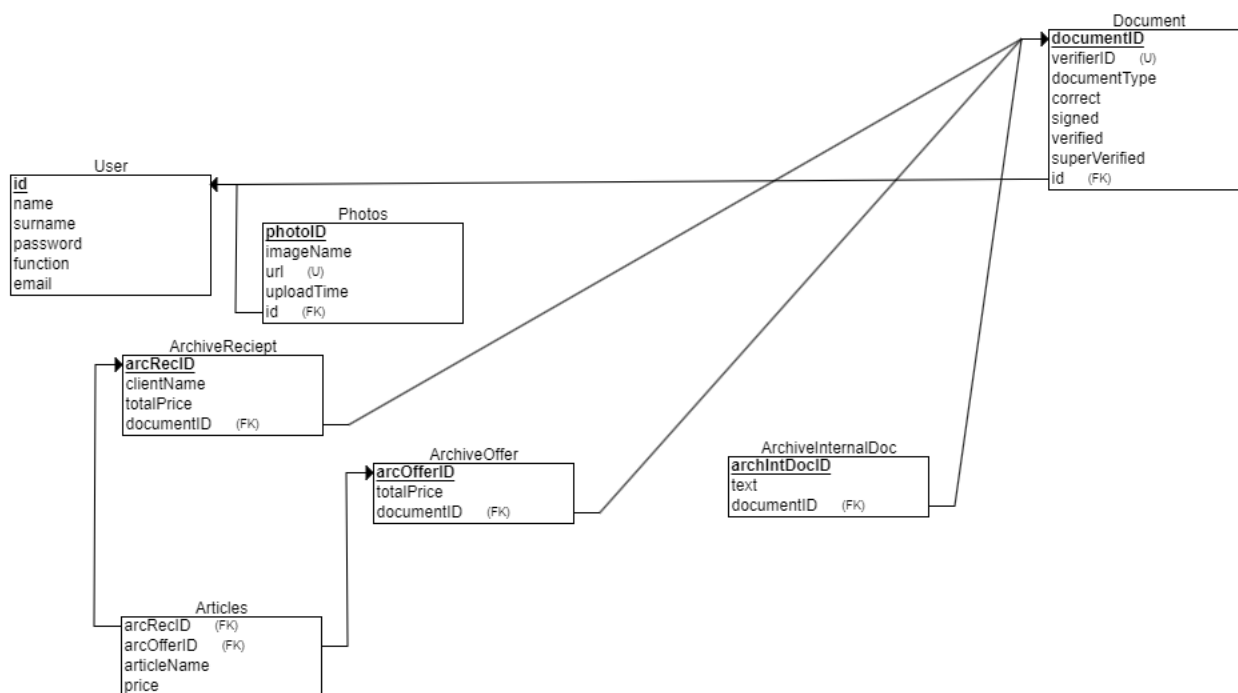 Document
documentID
verifierID (U)
documentType
correct
signed
verified
superVerified
id (FK)
User
id
name
surname
password
function
email
Photos
photoID
imageName
url (U)
uploadTime
id (FK)
ArchiveReciept
arcRecID
clientName
totalPrice
documentID (FK)
ArchiveOffer
arcOfferID
totalPrice
documentID (FK)
ArchiveInternalDoc
archIntDocID
text
documentID (FK)
Articles
arcRecID (FK)
arcOfferID (FK)
articleName
price